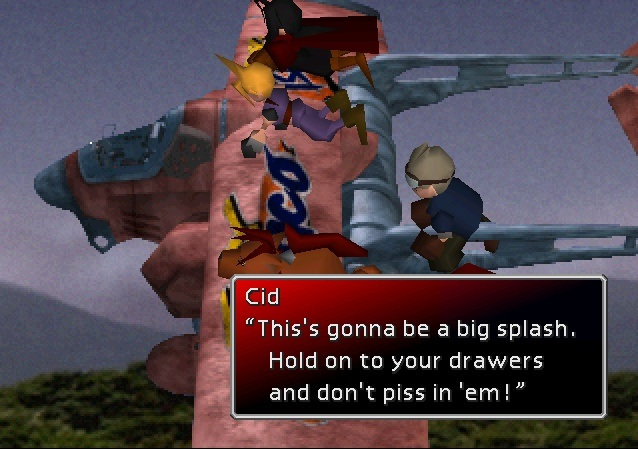 Cid
“This's gonna be a big splash.
Hold on to your drawers
and don't piss in 'em!”